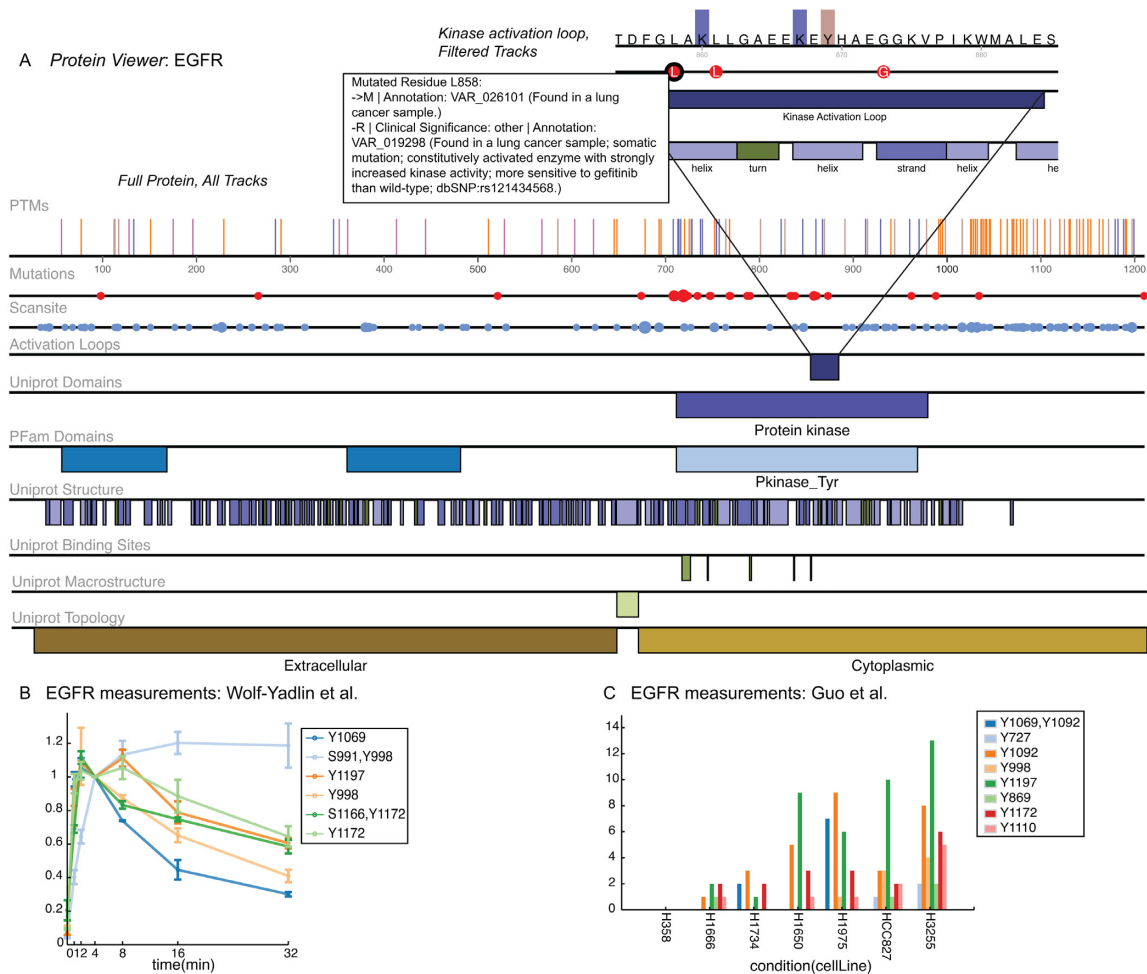 A Protein Viewer: EGFR
Kinase activation loop,
Filtered Tracks
T D F G L A K L L G A E E K E Y H A E G G K V P I K W M A L E S
860 870 880
L L G
Kinase Activation Loop
helix turn helix strand helix he
Mutated Residue L858:
->M | Annotation: VAR_026101 (Found in a lung
cancer sample.)
-R | Clinical Significance: other | Annotation:
VAR_019298 (Found in a lung cancer sample; somatic
mutation; constitutively activated enzyme with strongly
increased kinase activity; more sensitive to gefitinib
than wild-type; dbSNP:rs121434568.)
Full Protein, All Tracks
PTMs
100 200 300 400 500 600 700 800 900 1000 1100 1200
Mutations
Scansite
Activation Loops
Uniprot Domains
Protein kinase
PFam Domains
Pkinase_Tyr
Uniprot Structure
Uniprot Binding Sites
Uniprot Macrostructure
Uniprot Topology
Extracellular Cytoplasmic
B EGFR measurements: Wolf-Yadlin et al.
1.2
1
0.8
0.6
0.4
0.2
0
0 1 2 4 8 16 32
time(min)
Y1069
S991,Y998
Y1197
Y998
S1166,Y1172
Y1172
C EGFR measurements: Guo et al.
14
12
10
8
6
4
2
0
H358 H1666 H1734 H1650 H1975 HCC827 H3255
condition(cellLine)
Y1069,Y1092
Y727
Y1092
Y998
Y1197
Y869
Y1172
Y1110